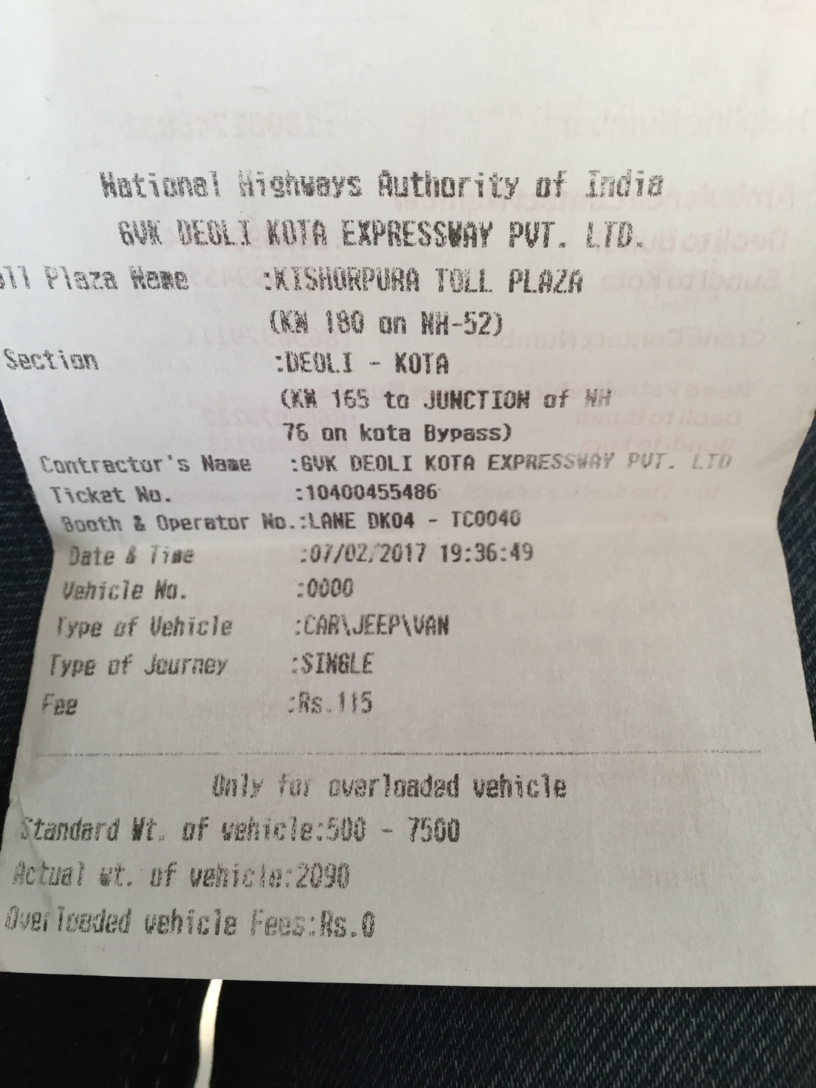 National Highways Authority of India
GVK DEOLI KOTA EXPRESSWAY PVT. LTD.
oll Plaza Name :KISHORPURA TOLL PLAZA
(KM 180 on NH-52)
Section :DEOLI - KOTA
(KM 165 to JUNCTION of NH
76 on kota Bypass)
Contractor's Name :GVK DEOLI KOTA EXPRESSWAY PVT. LTD
Ticket No. :10400455486
Booth & Operator No.:LANE DK04 - TC0040
Date & Time :07/02/2017 19:36:49
Vehicle No. :0000
Type of Vehicle :CAR\JEEP\VAN
Type of Journey :SINGLE
Fee :Rs.115
Only for overloaded vehicle
Standard Wt. of vehicle:500 - 7500
Actual wt. of vehicle:2090
Overloaded vehicle Fees:Rs.0